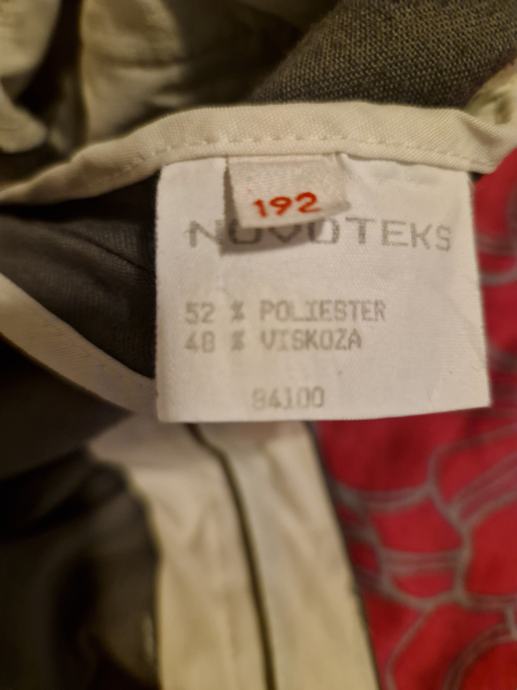 192
NOVOTEKS
52 % POLIESTER
48 % VISKOZA
84100